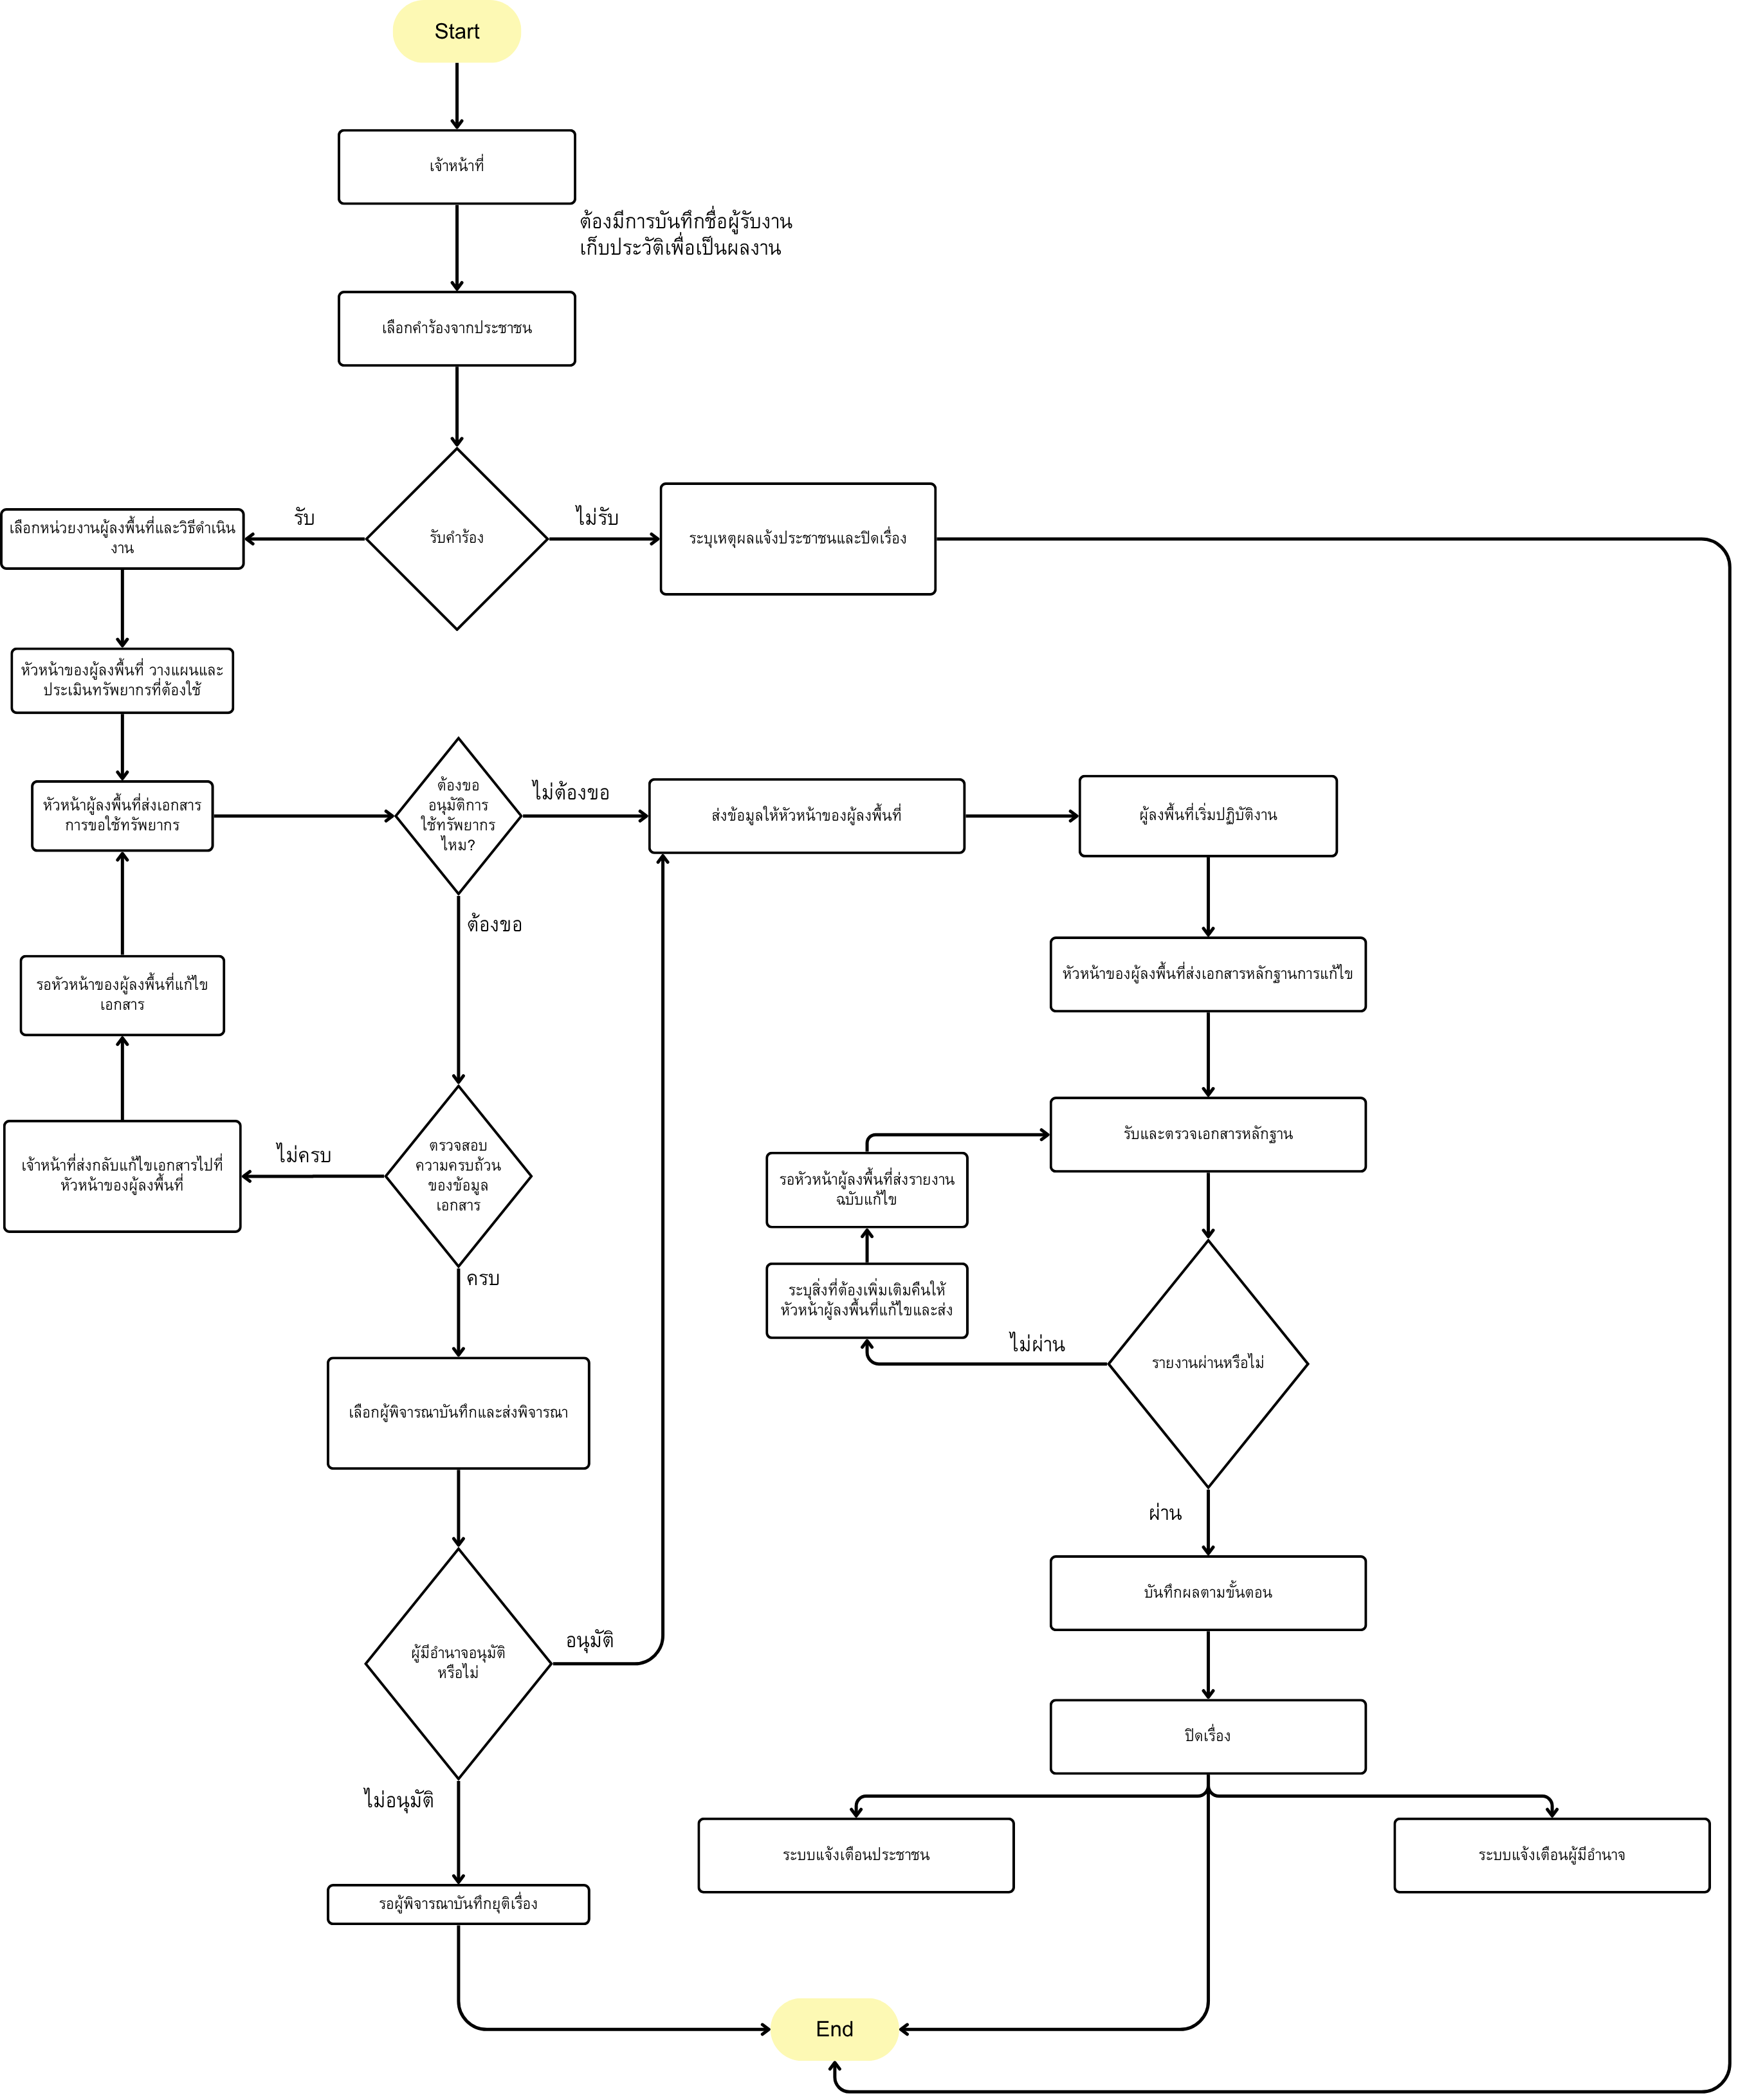 Start
เจ้าหน้าที่
ต้องมีการบันทึกชื่อผู้รับงาน
เก็บประวัติเพื่อเป็นผลงาน
เลือกคำร้องจากประชาชน
รับคำร้อง
รับ
ไม่รับ
เลือกหน่วยงานผู้ลงพื้นที่และวิธีดำเนิน
งาน
ระบุเหตุผลแจ้งประชาชนและปิดเรื่อง
หัวหน้าของผู้ลงพื้นที่ วางแผนและ
ประเมินทรัพยากรที่ต้องใช้
หัวหน้าผู้ลงพื้นที่ส่งเอกสาร
การขอใช้ทรัพยากร
ต้องขอ
อนุมัติการ
ใช้ทรัพยากร
ไหม?
ไม่ต้องขอ
ส่งข้อมูลให้หัวหน้าของผู้ลงพื้นที่
ผู้ลงพื้นที่เริ่มปฏิบัติงาน
ต้องขอ
รอหัวหน้าของผู้ลงพื้นที่แก้ไข
เอกสาร
หัวหน้าของผู้ลงพื้นที่ส่งเอกสารหลักฐานการแก้ไข
เจ้าหน้าที่ส่งกลับแก้ไขเอกสารไปที่
หัวหน้าของผู้ลงพื้นที่
ไม่ครบ
ตรวจสอบ
ความครบถ้วน
ของข้อมูล
เอกสาร
รับและตรวจเอกสารหลักฐาน
รอหัวหน้าผู้ลงพื้นที่ส่งรายงาน
ฉบับแก้ไข
ครบ
ระบุสิ่งที่ต้องเพิ่มเติมคืนให้
หัวหน้าผู้ลงพื้นที่แก้ไขและส่ง
ไม่ผ่าน
รายงานผ่านหรือไม่
เลือกผู้พิจารณาบันทึกและส่งพิจารณา
ผ่าน
บันทึกผลตามขั้นตอน
ผู้มีอำนาจอนุมัติ
หรือไม่
อนุมัติ
ปิดเรื่อง
ไม่อนุมัติ
ระบบแจ้งเตือนประชาชน
ระบบแจ้งเตือนผู้มีอำนาจ
รอผู้พิจารณาบันทึกยุติเรื่อง
End